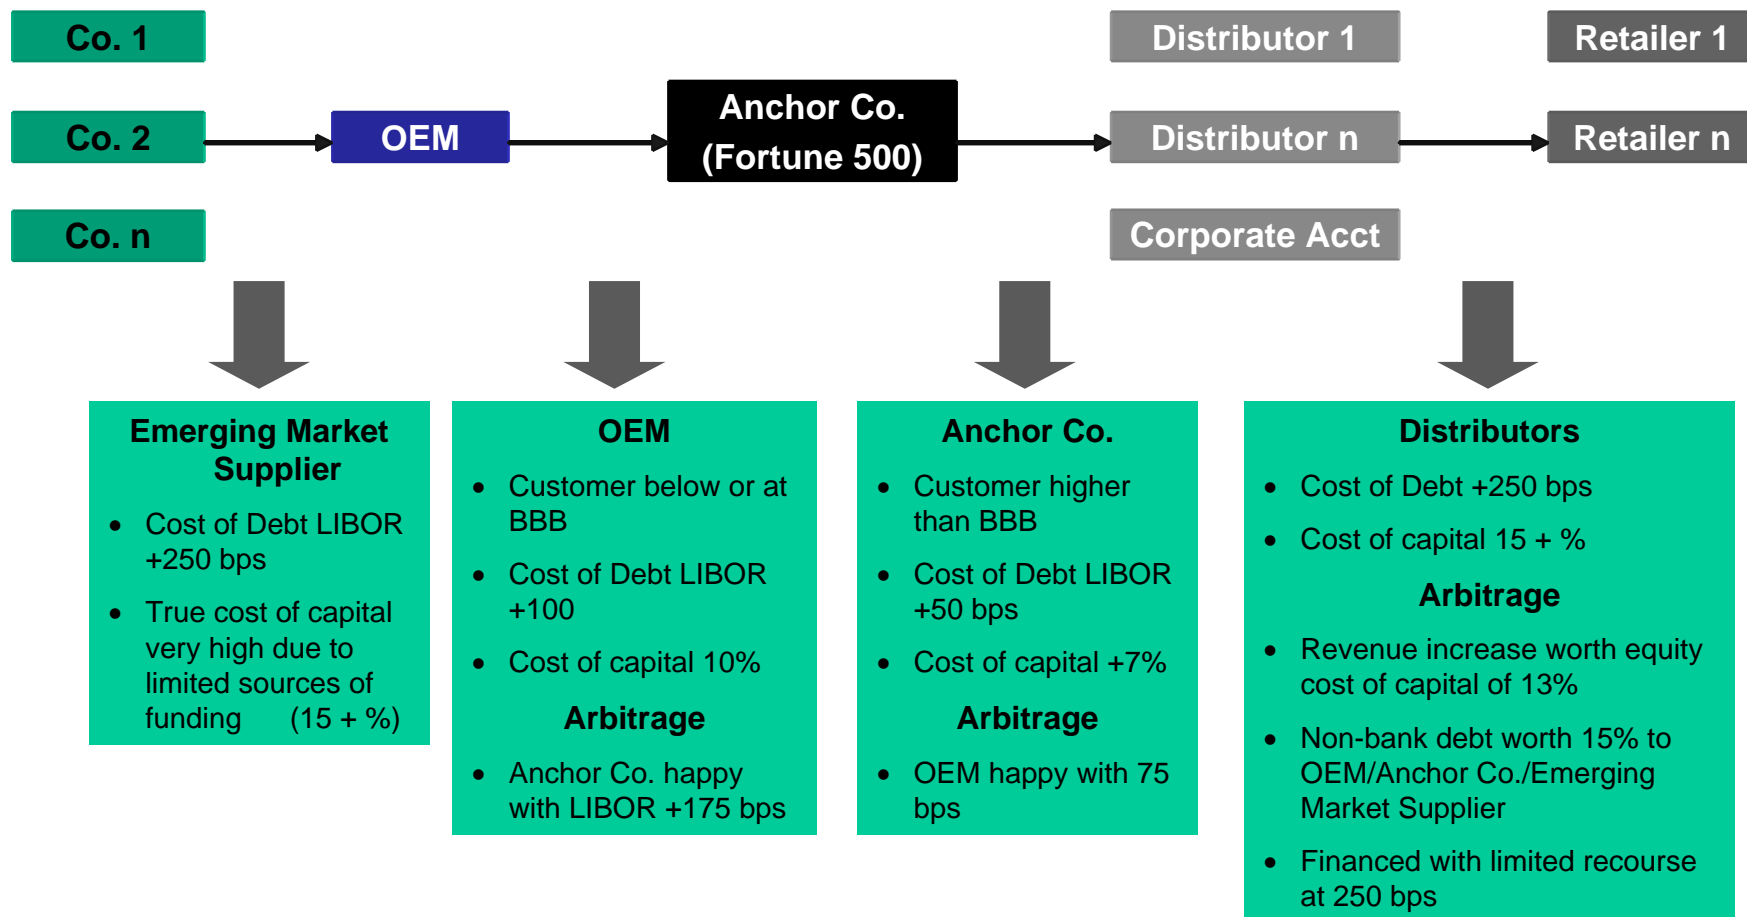 Co. 1
Distributor 1
Retailer 1
Co. 2
OEM
Anchor Co.
(Fortune 500)
Distributor n
Retailer n
Co. n
Corporate Acct
Emerging Market
Supplier
• Cost of Debt LIBOR
+250 bps
• True cost of capital
very high due to
limited sources of
funding (15 + %)
OEM
• Customer below or at
BBB
• Cost of Debt LIBOR
+100
• Cost of capital 10%
Arbitrage
• Anchor Co. happy
with LIBOR +175 bps
Anchor Co.
• Customer higher
than BBB
• Cost of Debt LIBOR
+50 bps
• Cost of capital +7%
Arbitrage
• OEM happy with 75
bps
Distributors
• Cost of Debt +250 bps
• Cost of capital 15 + %
Arbitrage
• Revenue increase worth equity
cost of capital of 13%
• Non-bank debt worth 15% to
OEM/Anchor Co./Emerging
Market Supplier
• Financed with limited recourse
at 250 bps